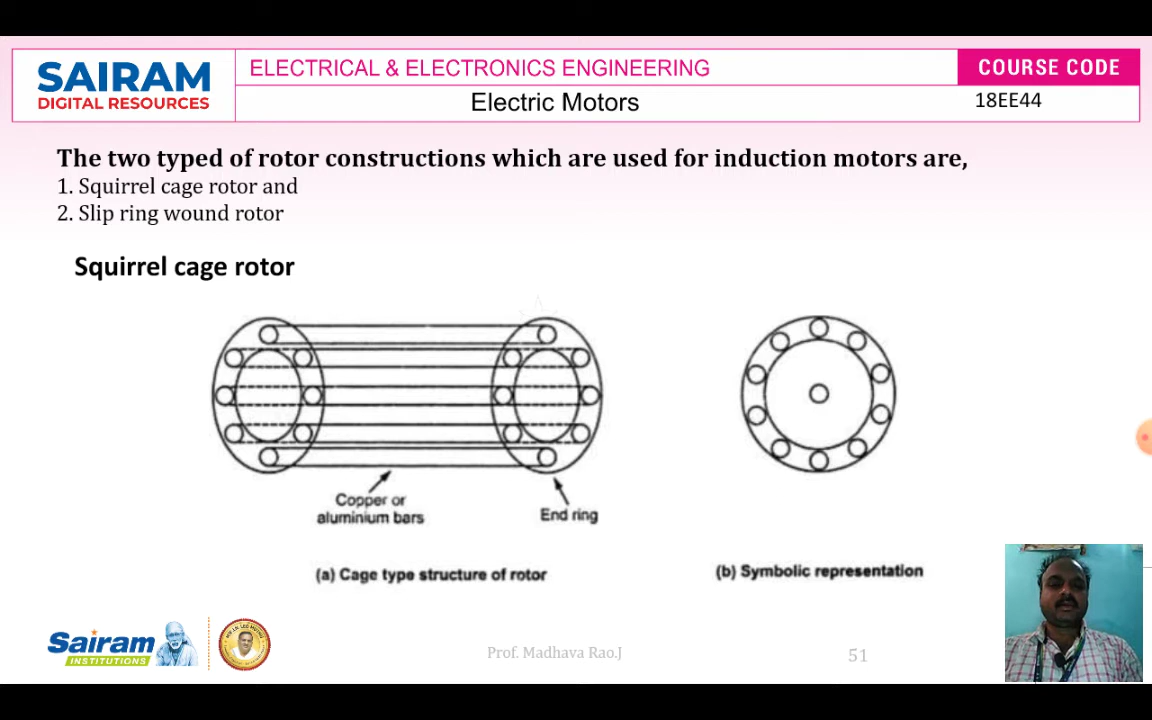 SAIRAM
DIGITAL RESOURCES
ELECTRICAL & ELECTRONICS ENGINEERING
COURSE CODE
Electric Motors
18EE44
The two typed of rotor constructions which are used for induction motors are,
1. Squirrel cage rotor and
2. Slip ring wound rotor
Squirrel cage rotor
Copper or
aluminium bars
End ring
(a) Cage type structure of rotor
(b) Symbolic representation
Sairam
INSTITUTIONS
Prof. Madhava Rao.J
51